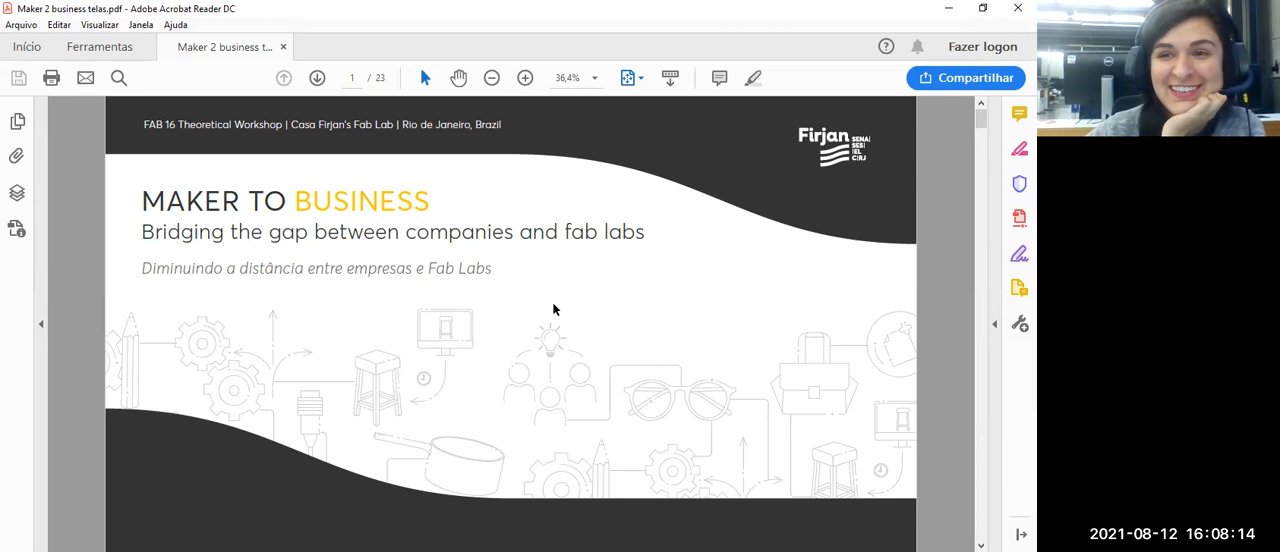 Maker 2 business telas.pdf - Adobe Acrobat Reader DC
Arquivo Editar Visualizar Janela Ajuda
Início Ferramentas Maker 2 business t... Fazer logon
1 / 23 36,4% Compartilhar
FAB 16 Theoretical Workshop | Casa Firjan's Fab Lab | Rio de Janeiro, Brazil
Firjan SENAI
SESI
IEL
CIRJ
MAKER TO BUSINESS
Bridging the gap between companies and fab labs
Diminuindo a distância entre empresas e Fab Labs
2021-08-12 16:08:14